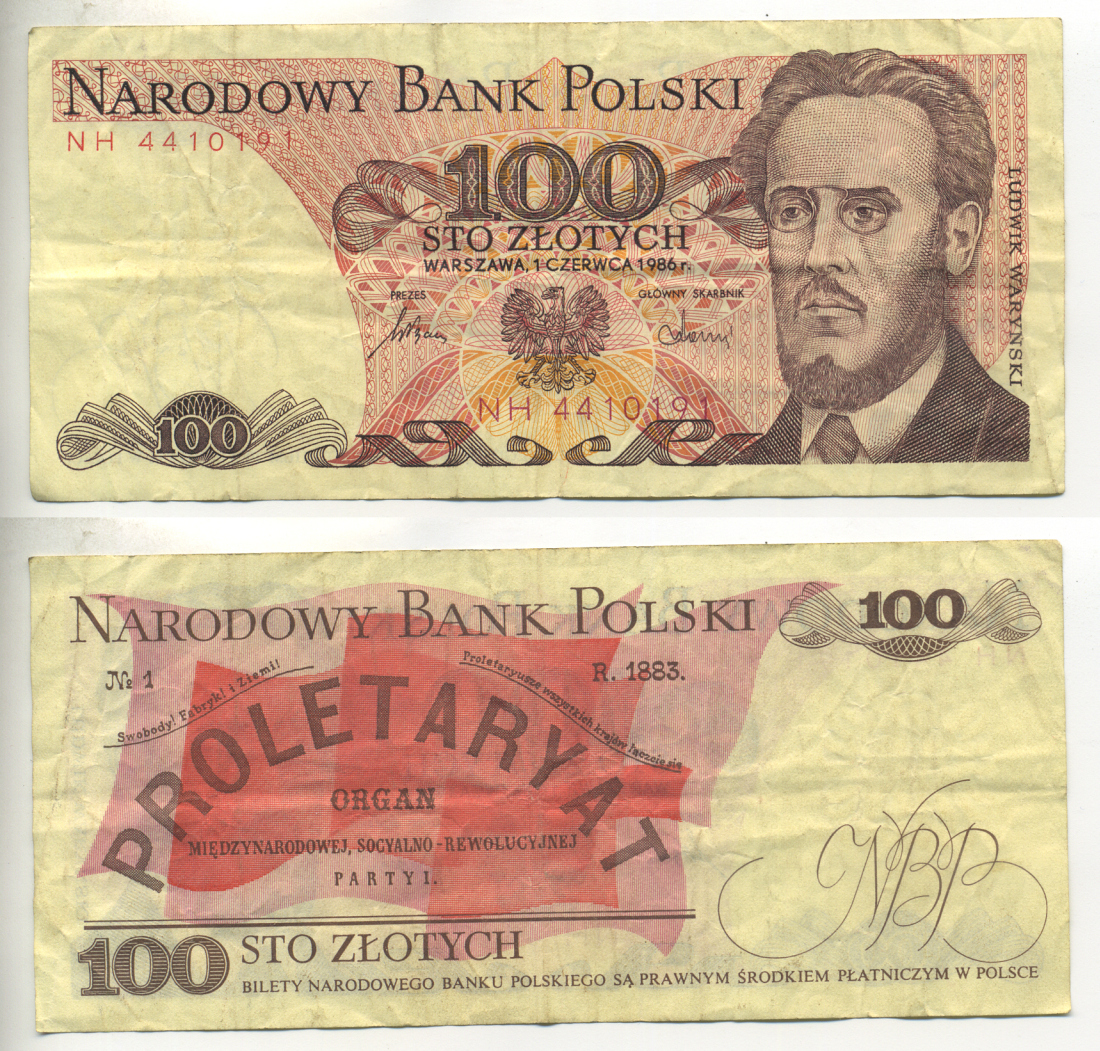 NARODOWY BANK POLSKI
NH 4410191
100
STO ZŁOTYCH
WARSZAWA, 1 CZERWCA 1986 r.
PREZES
GŁÓWNY SKARBNIK
LUDWIK WARYŃSKI
NH 4410191
100
NARODOWY BANK POLSKI
100
№ 1
R. 1883.
Swobody! Fabryk! i Ziemi!
Proletaryusze wszystkich krajów łączcie się
PROLETARYAT
ORGAN
MIĘDZYNARODOWEJ, SOCYALNO-REWOLUCYJNEJ
PARTYI.
NBP
100 STO ZŁOTYCH
BILETY NARODOWEGO BANKU POLSKIEGO SĄ PRAWNYM ŚRODKIEM PŁATNICZYM W POLSCE